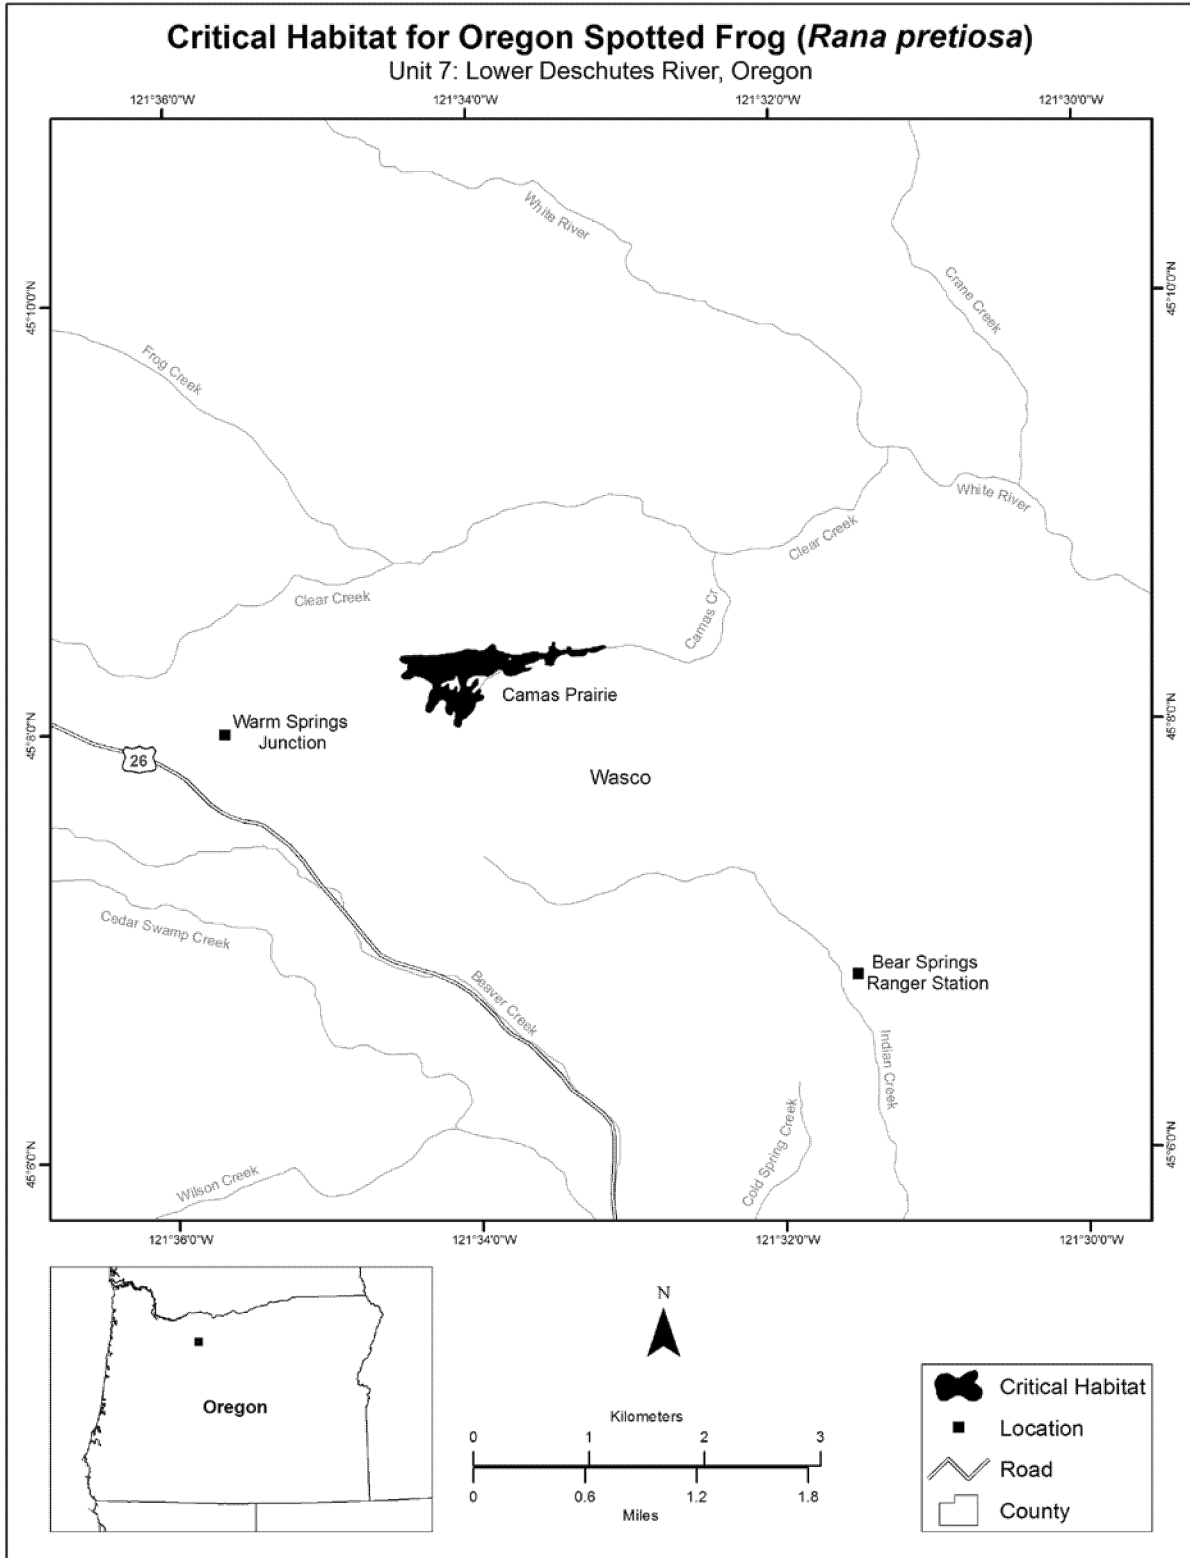 Critical Habitat for Oregon Spotted Frog (Rana pretiosa)
Unit 7: Lower Deschutes River, Oregon
121°36'0"W
121°34'0"W
121°32'0"W
121°30'0"W
White River
Crane Creek
45°10'0"N
45°10'0"N
Frog Creek
White River
Clear Creek
Clear Creek
Camas Cr
Camas Prairie
45°8'0"N
45°8'0"N
Warm Springs
Junction
26
Wasco
Cedar Swamp Creek
Bear Springs
Ranger Station
Beaver Creek
Indian Creek
Cold Spring Creek
45°6'0"N
45°6'0"N
Wilson Creek
121°36'0"W
121°34'0"W
121°32'0"W
121°30'0"W
Oregon
N
Kilometers
0
1
2
3
0
0.6
1.2
1.8
Miles
Critical Habitat
Location
Road
County